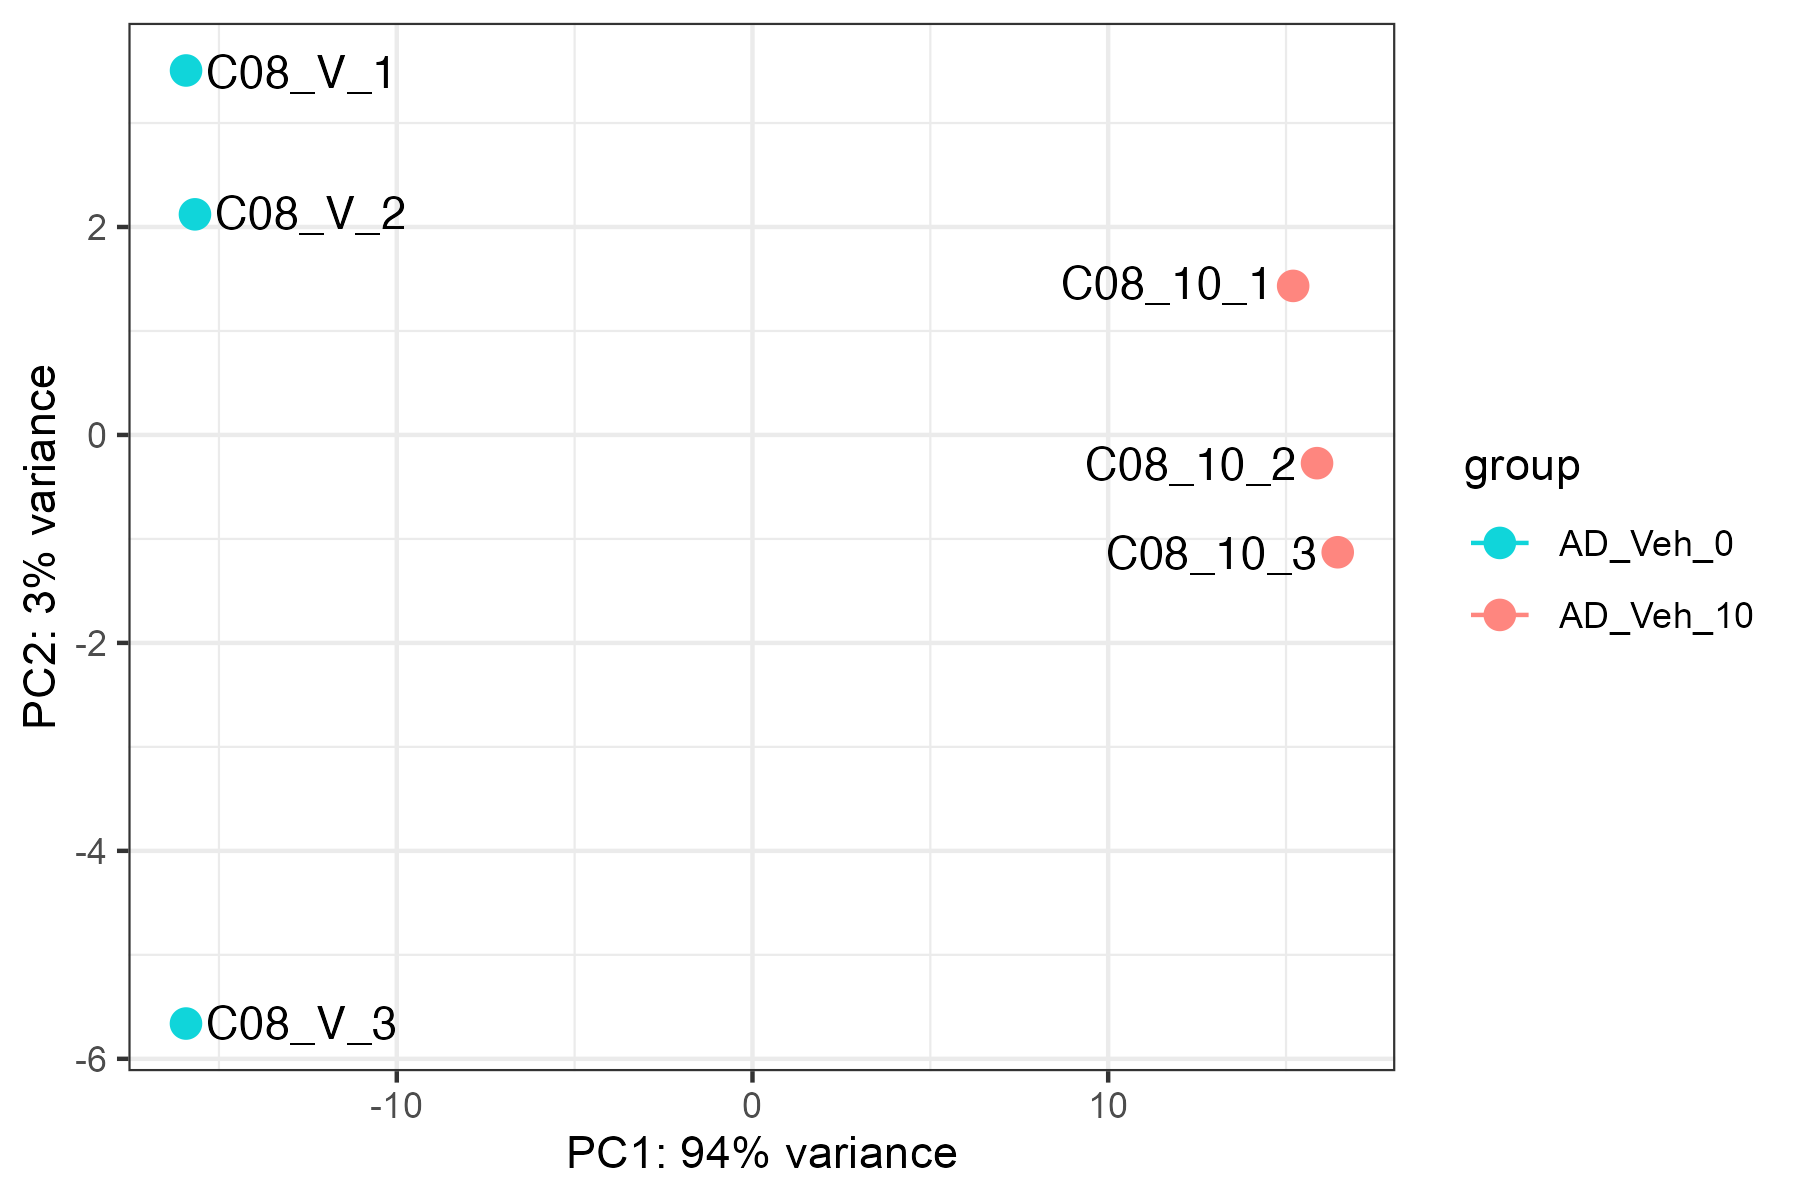 C08_V_1
C08_V_2
C08_10_1
C08_10_2
C08_10_3
C08_V_3
2
0
-2
-4
-6
-10
0
10
PC1: 94% variance
PC2: 3% variance
group
AD_Veh_0
AD_Veh_10